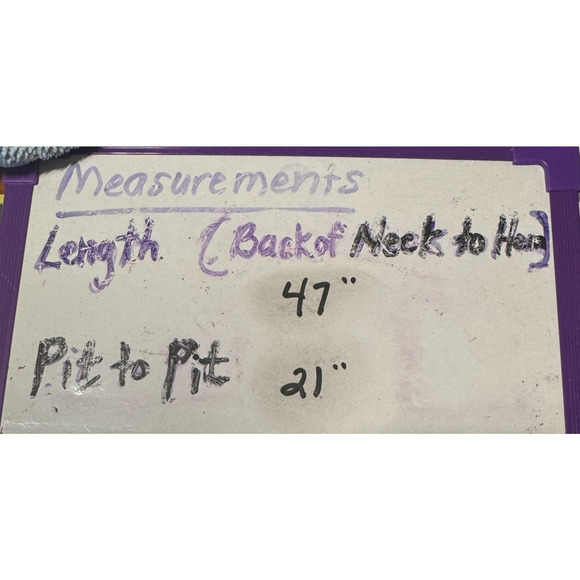 Measurements
Length (Back of Neck to Hem)
47"
Pit to Pit 21"